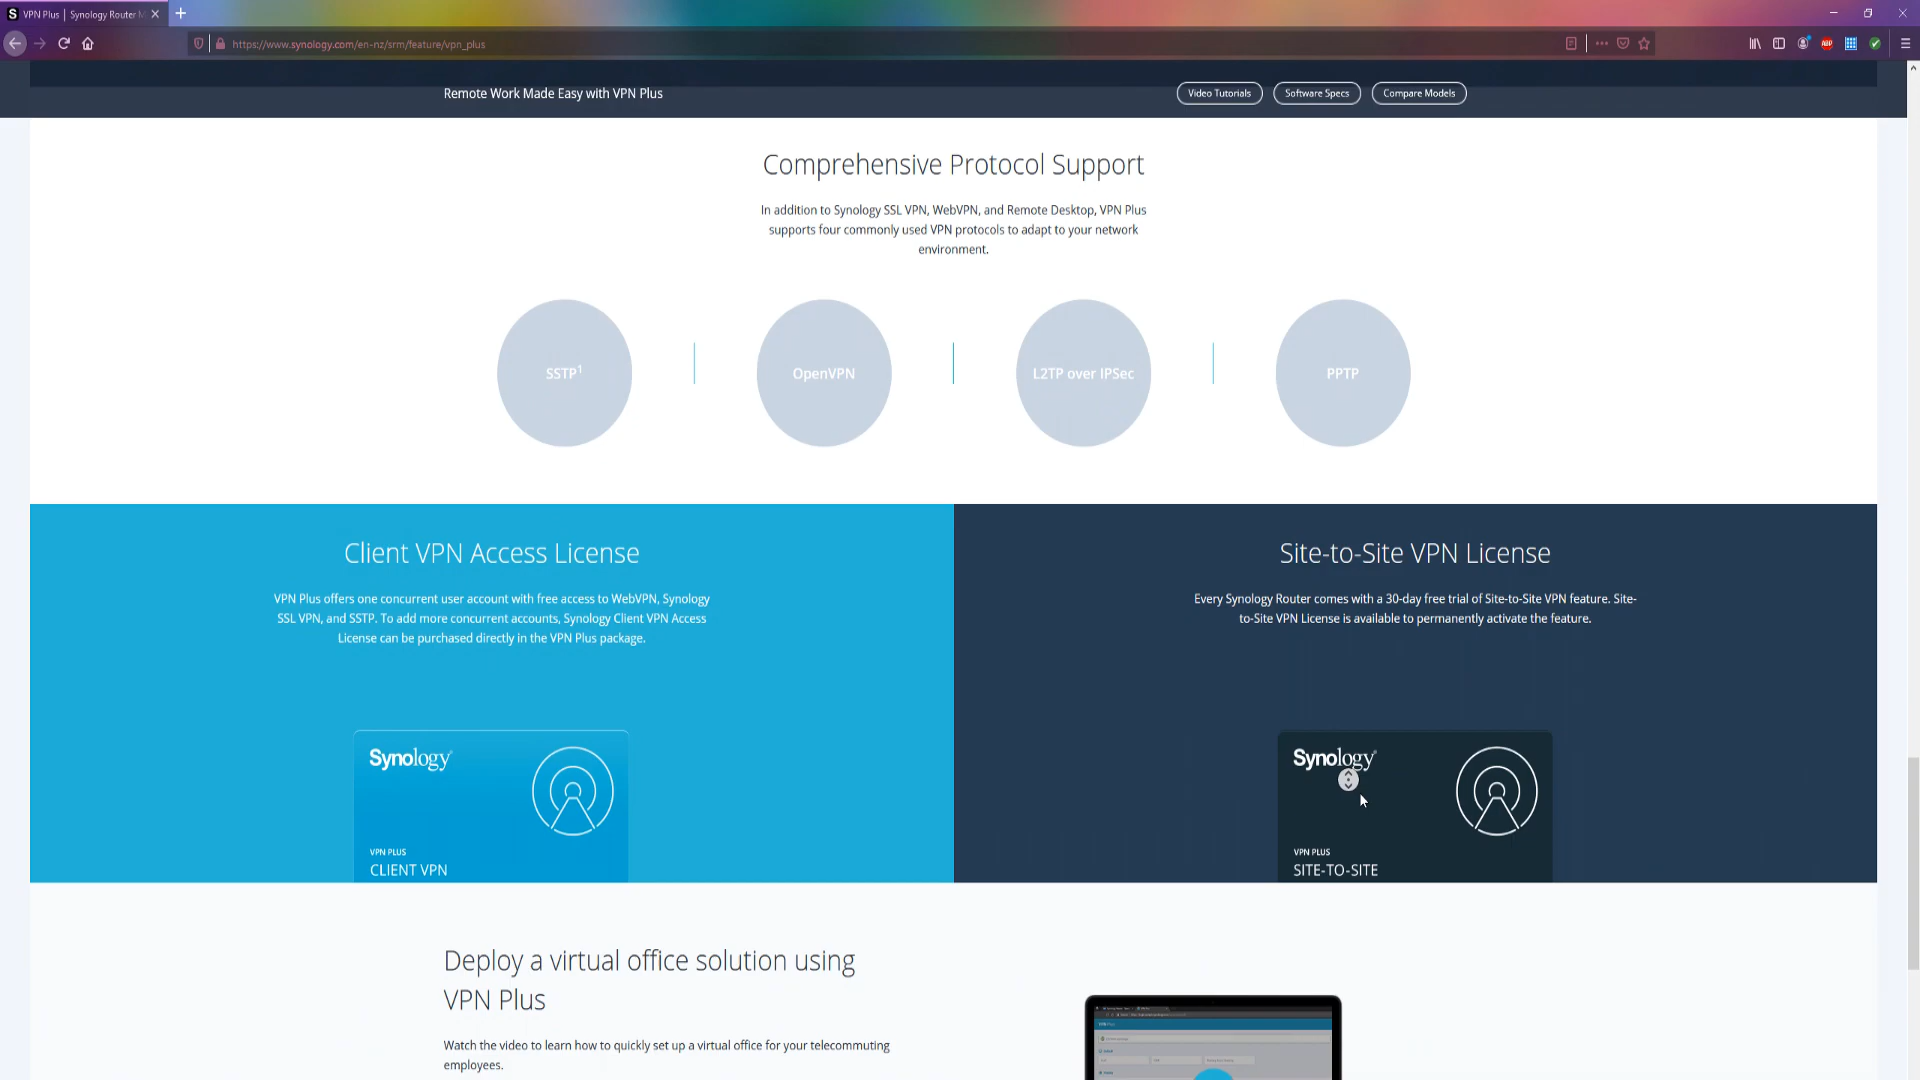 S VPN Plus | Synology Router M
https://www.synology.com/en-nz/srm/feature/vpn_plus
ABP
Remote Work Made Easy with VPN Plus
Video Tutorials
Software Specs
Compare Models
Comprehensive Protocol Support
In addition to Synology SSL VPN, WebVPN, and Remote Desktop, VPN Plus
supports four commonly used VPN protocols to adapt to your network
environment.
SSTP1
OpenVPN
L2TP over IPSec
PPTP
Client VPN Access License
VPN Plus offers one concurrent user account with free access to WebVPN, Synology
SSL VPN, and SSTP. To add more concurrent accounts, Synology Client VPN Access
License can be purchased directly in the VPN Plus package.
Synology
VPN PLUS
CLIENT VPN
Site-to-Site VPN License
Every Synology Router comes with a 30-day free trial of Site-to-Site VPN feature. Site-
to-Site VPN License is available to permanently activate the feature.
Synology
VPN PLUS
SITE-TO-SITE
Deploy a virtual office solution using
VPN Plus
Watch the video to learn how to quickly set up a virtual office for your telecommuting
employees.